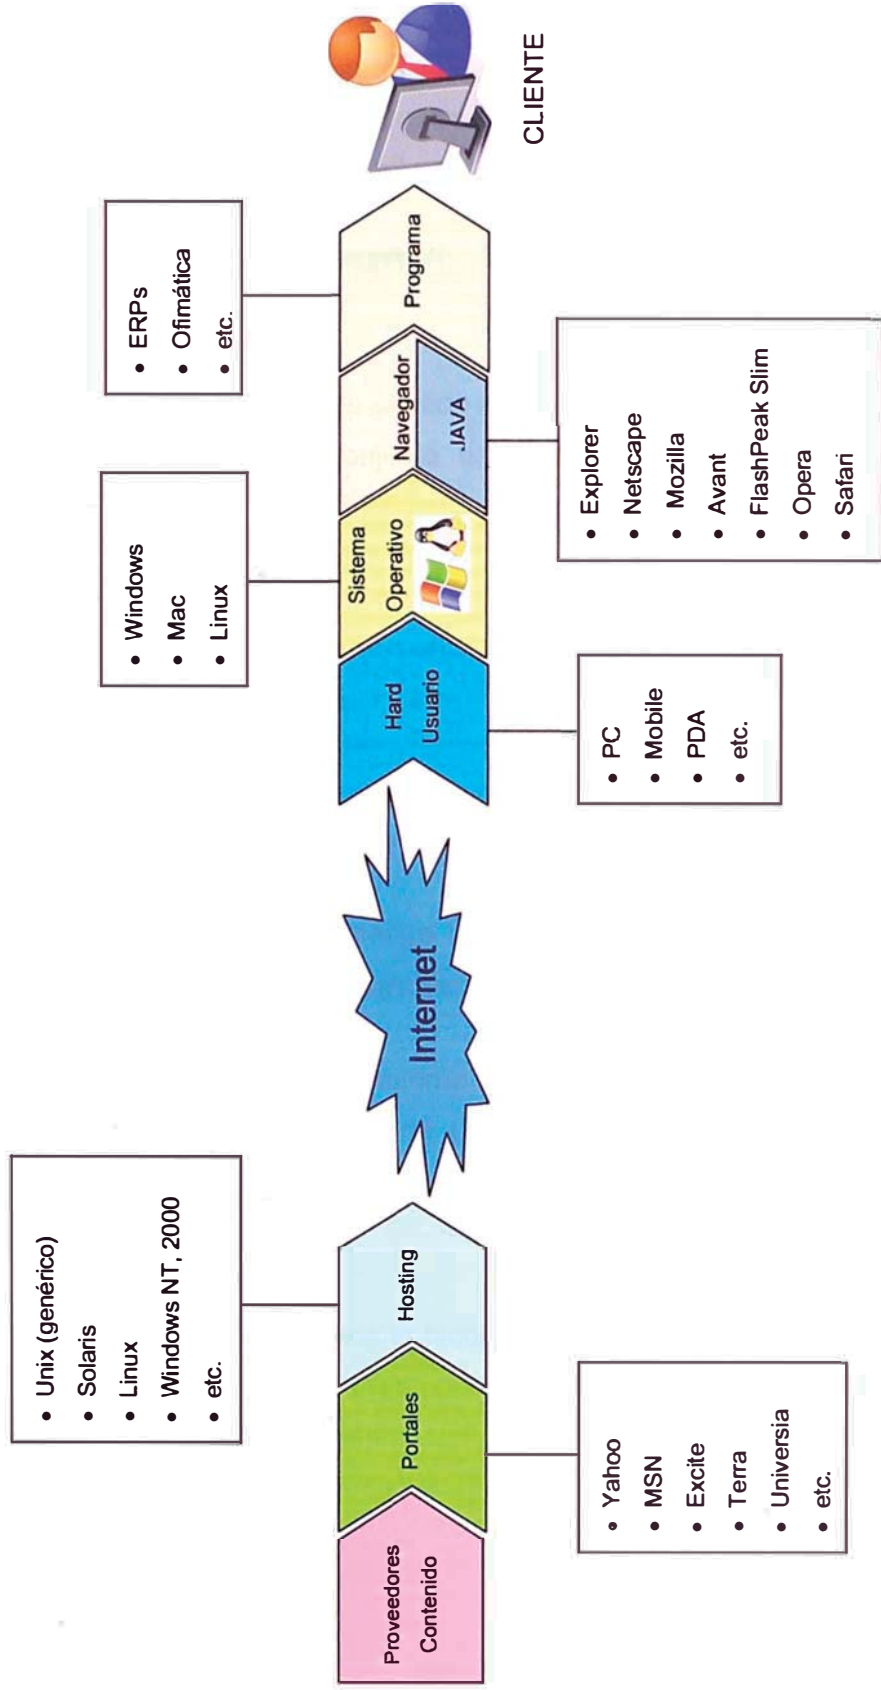 • Unix (genérico)
• Solaris
• Linux
• Windows NT, 2000
• etc.
• Windows
• Mac
• Linux
• ERPs
• Ofimática
• etc.
Proveedores
Contenido
Portales
Hosting
Internet
Hard
Usuario
Sistema
Operativo
Navegador
JAVA
Programa
CLIENTE
• Yahoo
• MSN
• Excite
• Terra
• Universia
• etc.
• PC
• Mobile
• PDA
• etc.
• Explorer
• Netscape
• Mozilla
• Avant
• FlashPeak Slim
• Opera
• Safari